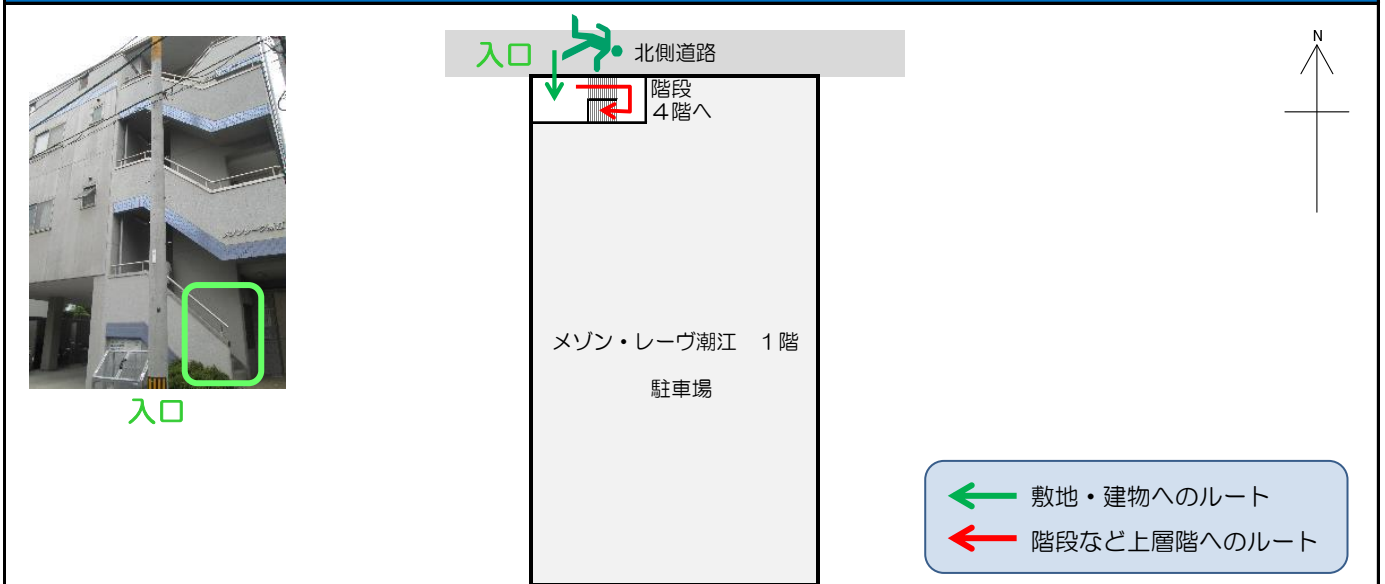 入口
北側道路
N
階段
４階へ
入口
メゾン・レーヴ潮江　１階
駐車場
敷地・建物へのルート
階段など上層階へのルート